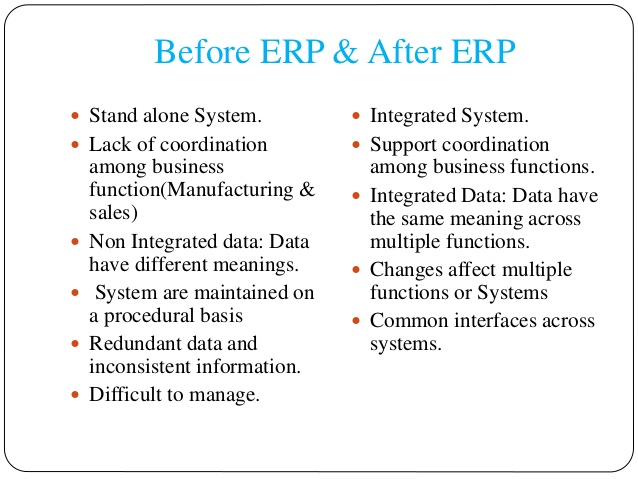 Before ERP & After ERP
• Stand alone System.
• Lack of coordination
among business
function(Manufacturing &
sales)
• Non Integrated data: Data
have different meanings.
• System are maintained on
a procedural basis
• Redundant data and
inconsistent information.
• Difficult to manage.
• Integrated System.
• Support coordination
among business functions.
• Integrated Data: Data have
the same meaning across
multiple functions.
• Changes affect multiple
functions or Systems
• Common interfaces across
systems.